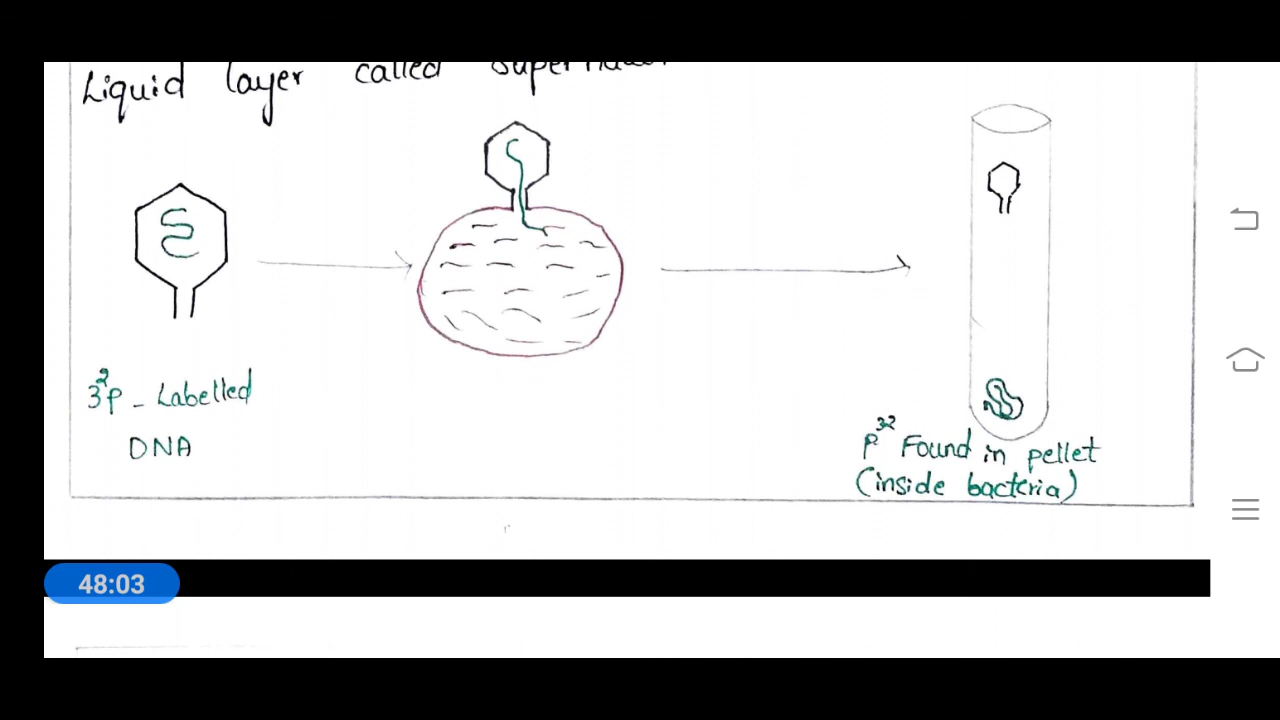 Liquid layer called
³²P - Labelled
DNA
P³² Found in pellet
(inside bacteria)
48:03